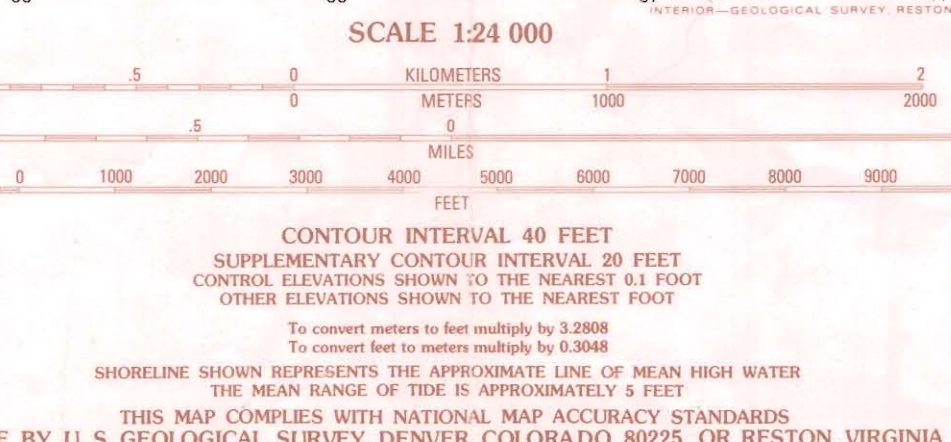 INTERIOR—GEOLOGICAL SURVEY, RESTON
SCALE 1:24 000
.5 0 KILOMETERS 1 2
0 METERS 1000 2000
.5 0
MILES
0 1000 2000 3000 4000 5000 6000 7000 8000 9000
FEET
CONTOUR INTERVAL 40 FEET
SUPPLEMENTARY CONTOUR INTERVAL 20 FEET
CONTROL ELEVATIONS SHOWN TO THE NEAREST 0.1 FOOT
OTHER ELEVATIONS SHOWN TO THE NEAREST FOOT
To convert meters to feet multiply by 3.2808
To convert feet to meters multiply by 0.3048
SHORELINE SHOWN REPRESENTS THE APPROXIMATE LINE OF MEAN HIGH WATER
THE MEAN RANGE OF TIDE IS APPROXIMATELY 5 FEET
THIS MAP COMPLIES WITH NATIONAL MAP ACCURACY STANDARDS
BY U. S. GEOLOGICAL SURVEY, DENVER, COLORADO 80225, OR RESTON, VIRGINIA